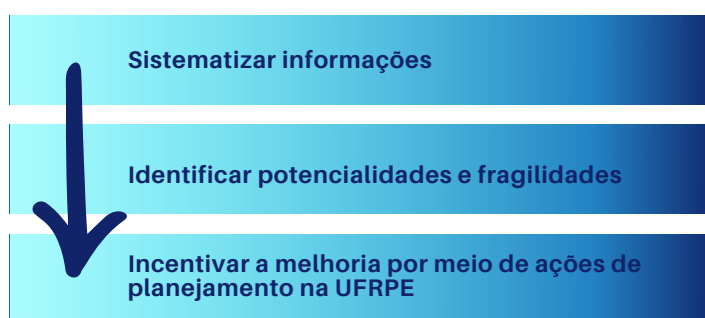 Sistematizar informações
Identificar potencialidades e fragilidades
Incentivar a melhoria por meio de ações de
planejamento na UFRPE